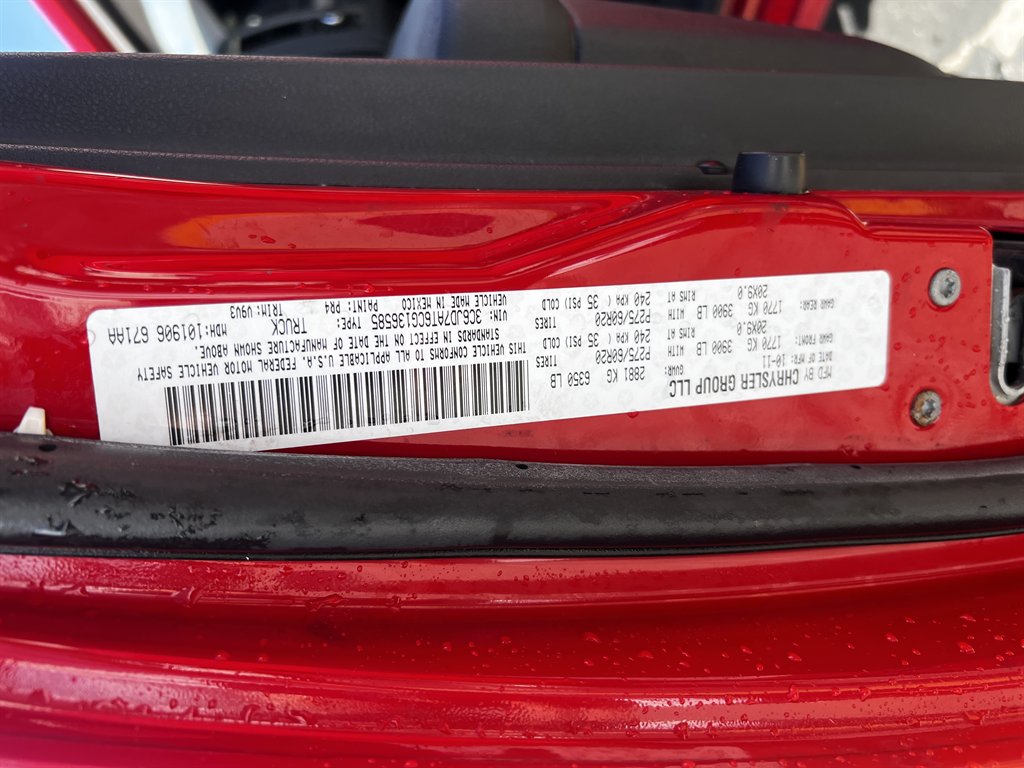 MFD BY CHRYSLER GROUP LLC
DATE OF MFR: 10-11 GVWR: 2881 KG 6350 LB
GAWR FRONT: 1770 KG 3900 LB WITH P275/60R20 TIRES
20X9.0 RIMS AT 240 KPA ( 35 PSI) COLD
GAWR REAR: 1770 KG 3900 LB WITH P275/60R20 TIRES
20X9.0 RIMS AT 240 KPA ( 35 PSI) COLD
THIS VEHICLE CONFORMS TO ALL APPLICABLE U.S.A. FEDERAL MOTOR VEHICLE SAFETY
STANDARDS IN EFFECT ON THE DATE OF MANUFACTURE SHOWN ABOVE.
VIN: 3C6JD7AT6CG136585 TYPE: TRUCK MDH:101906 671AA
VEHICLE MADE IN MEXICO PAINT: PR4 TRIM: V9V3